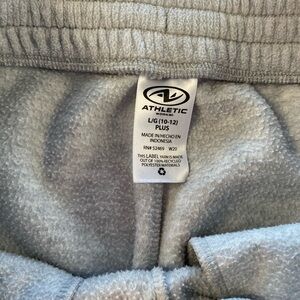 ATHLETIC
WORKS
L/G (10-12)
PLUS
MADE IN/HECHO EN
INDONESIA
RN# 52469 W20
THIS LABEL YARN IS MADE
OUT OF 100% RECYCLED
POLYESTER MATERIALS